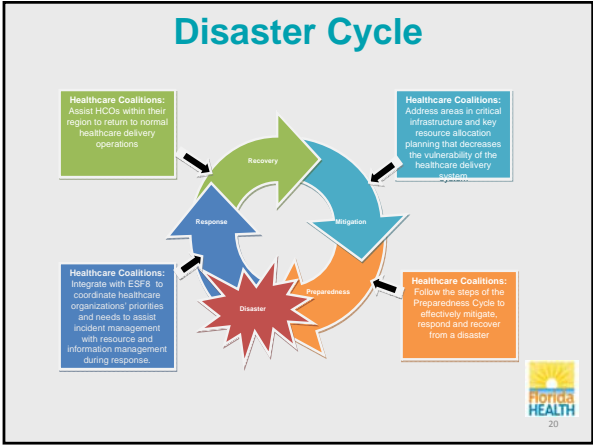 Disaster Cycle
Healthcare Coalitions:
Assist HCOs within their
region to return to normal
healthcare delivery
operations
Healthcare Coalitions:
Address areas in critical
infrastructure and key
resource allocation
planning that decreases
the vulnerability of the
healthcare delivery
system
Recovery
Response
Mitigation
Healthcare Coalitions:
Integrate with ESF8 to
coordinate healthcare
organizations' priorities
and needs to assist
incident management
with resource and
information management
during response.
Disaster
Preparedness
Healthcare Coalitions:
Follow the steps of the
Preparedness Cycle to
effectively mitigate,
respond and recover
from a disaster
Florida
HEALTH
20